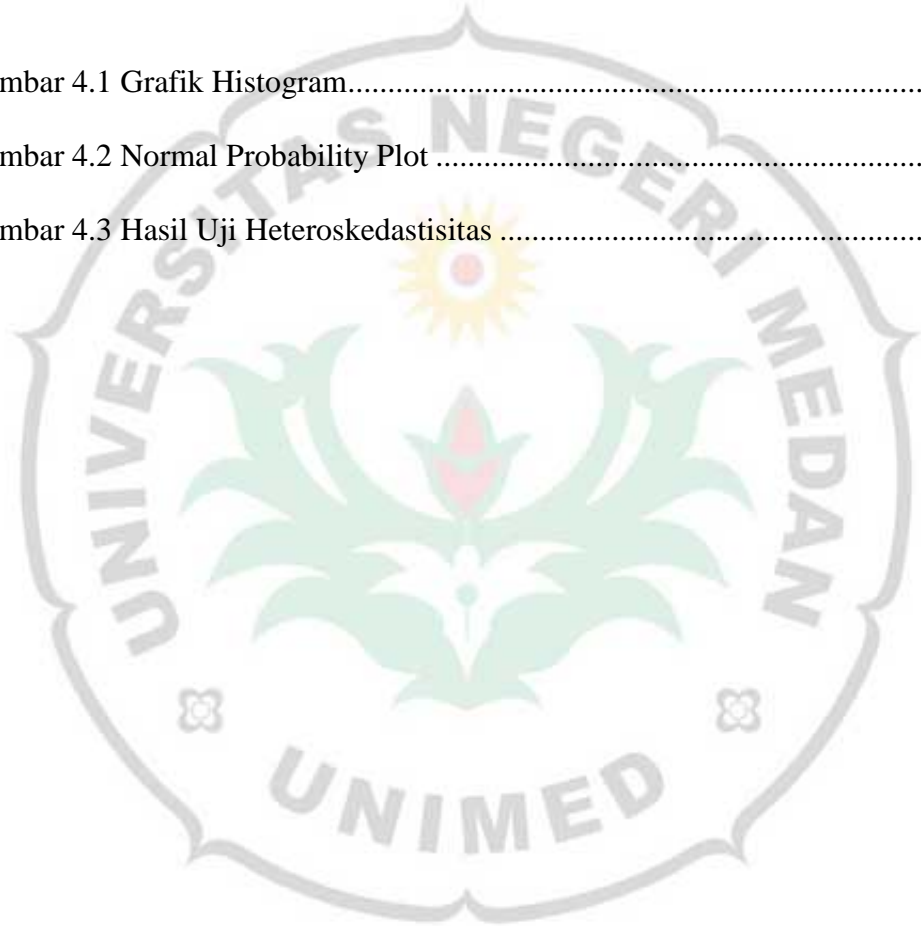 mbar 4.1 Grafik Histogram......................................................................
mbar 4.2 Normal Probability Plot ............................................................
mbar 4.3 Hasil Uji Heteroskedastisitas .....................................................
UNIVERSITAS NEGERI MEDAN
UNIMED